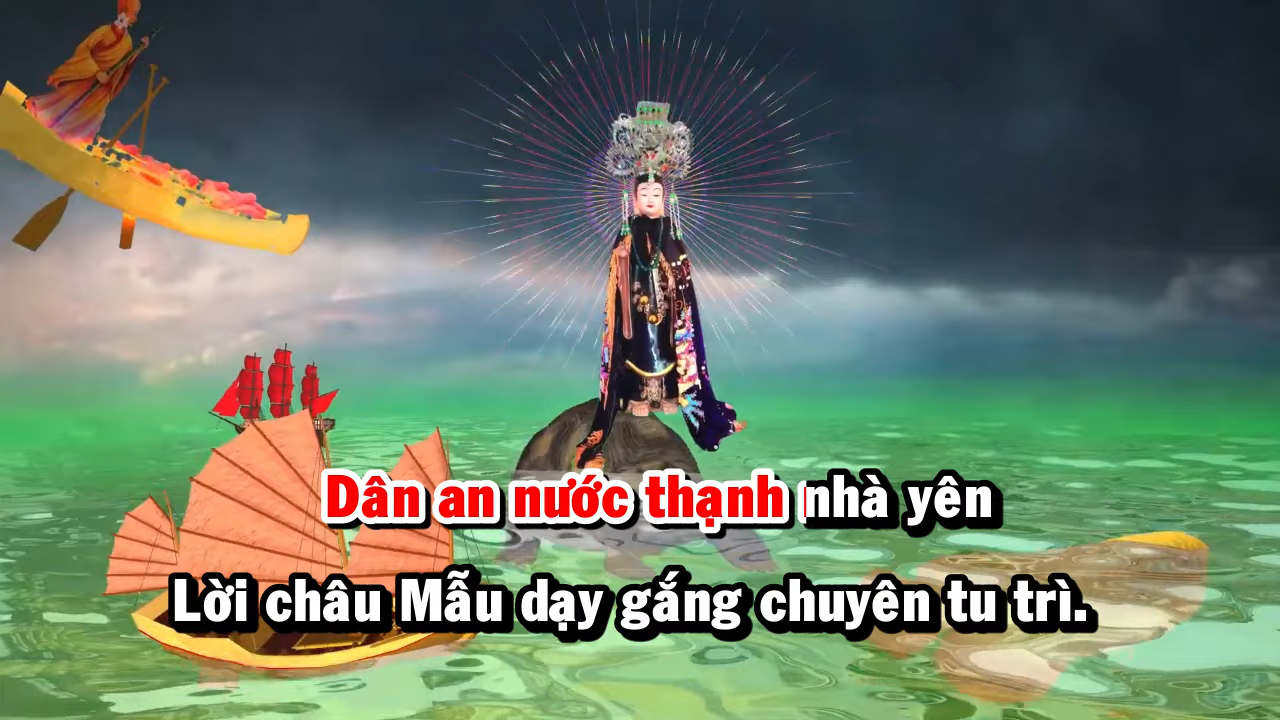 Dân an nước thạnh nhà yên
Lời châu Mẫu dạy gắng chuyên tu trì.